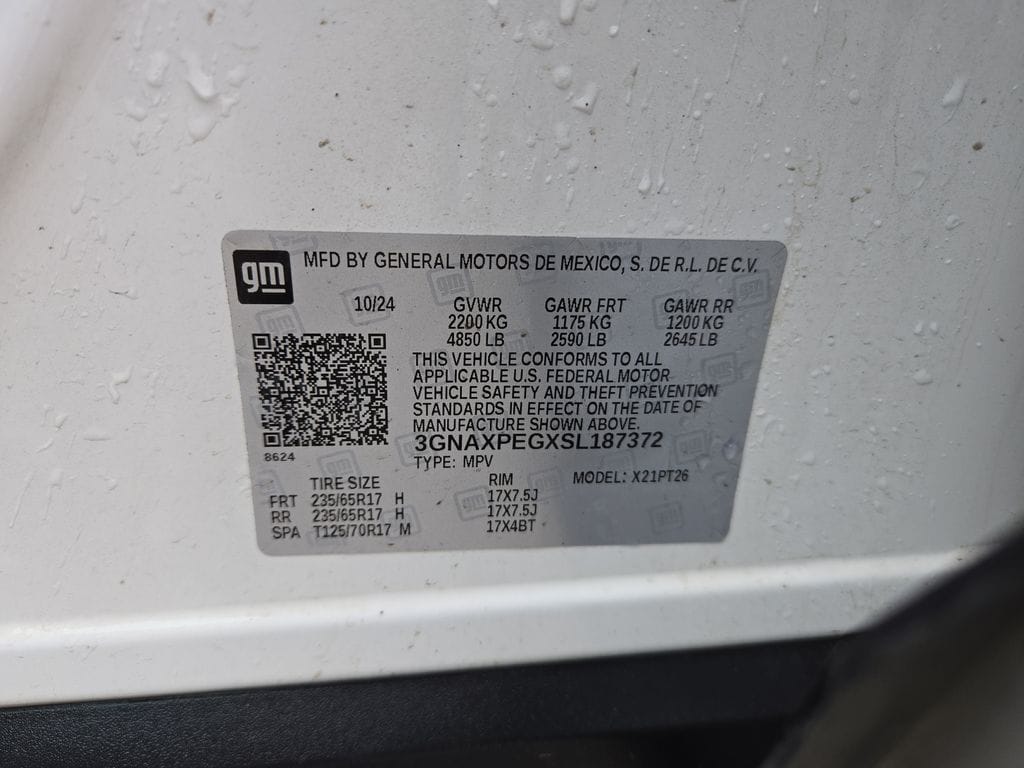 gm
MFD BY GENERAL MOTORS DE MEXICO, S. DE R.L. DE C.V.
10/24 GVWR GAWR FRT GAWR RR
2200 KG 1175 KG 1200 KG
4850 LB 2590 LB 2645 LB
THIS VEHICLE CONFORMS TO ALL
APPLICABLE U.S. FEDERAL MOTOR
VEHICLE SAFETY AND THEFT PREVENTION
STANDARDS IN EFFECT ON THE DATE OF
MANUFACTURE SHOWN ABOVE.
3GNAXPEGXSL187372
8624
TYPE: MPV MODEL: X21PT26
TIRE SIZE RIM
FRT 235/65R17 H 17X7.5J
RR 235/65R17 H 17X7.5J
SPA T125/70R17 M 17X4BT